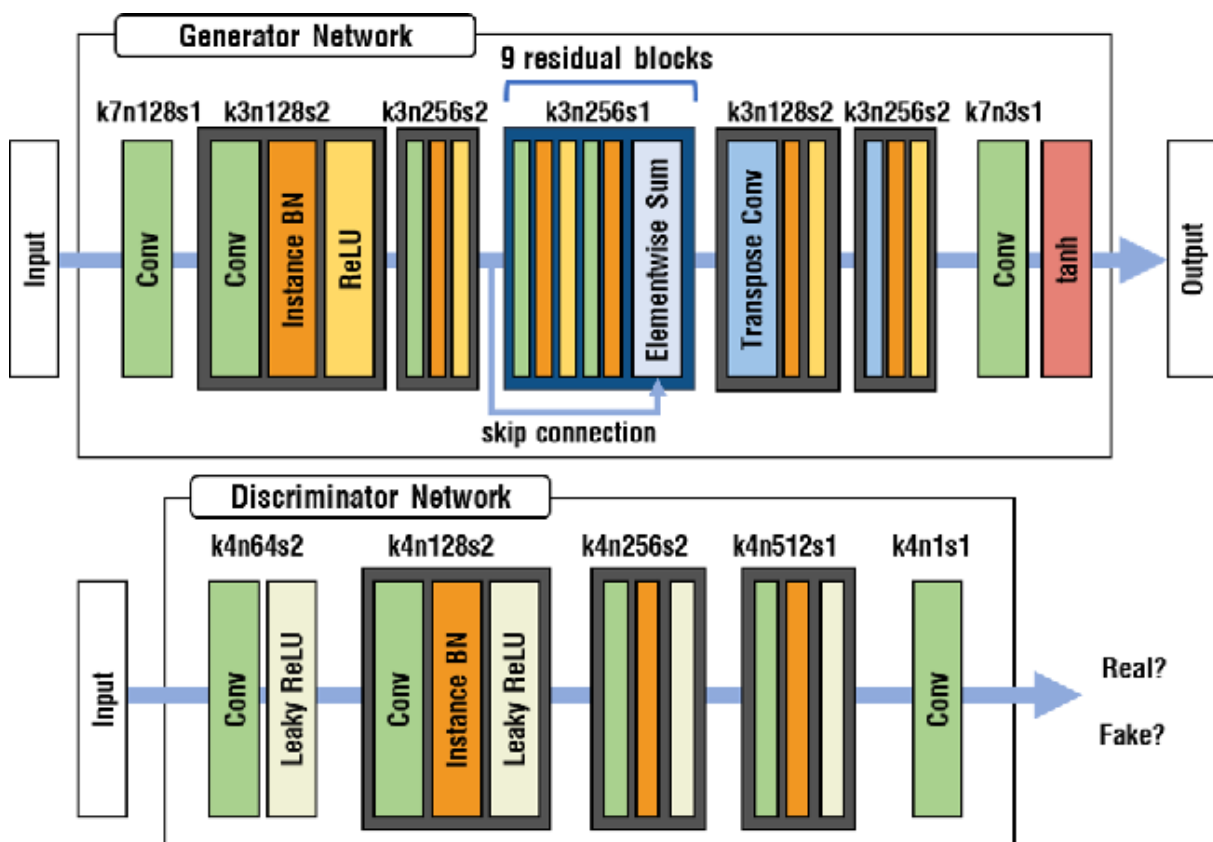 Generator Network
9 residual blocks
k7n128s1
k3n128s2
k3n256s2
k3n256s1
k3n128s2
k3n256s2
k7n3s1
Input
Conv
Conv
Instance BN
ReLU
Elementwise Sum
Transpose Conv
Conv
tanh
Output
skip connection
Discriminator Network
k4n64s2
k4n128s2
k4n256s2
k4n512s1
k4n1s1
Input
Conv
Leaky ReLU
Conv
Instance BN
Leaky ReLU
Conv
Real?
Fake?